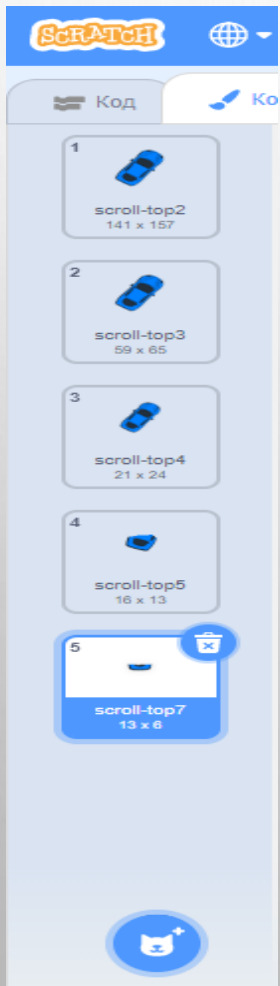 SCRATCH
Код
Ко
1
scroll-top2
141 x 157
2
scroll-top3
59 x 65
3
scroll-top4
21 x 24
4
scroll-top5
16 x 13
5
scroll-top7
13 x 6